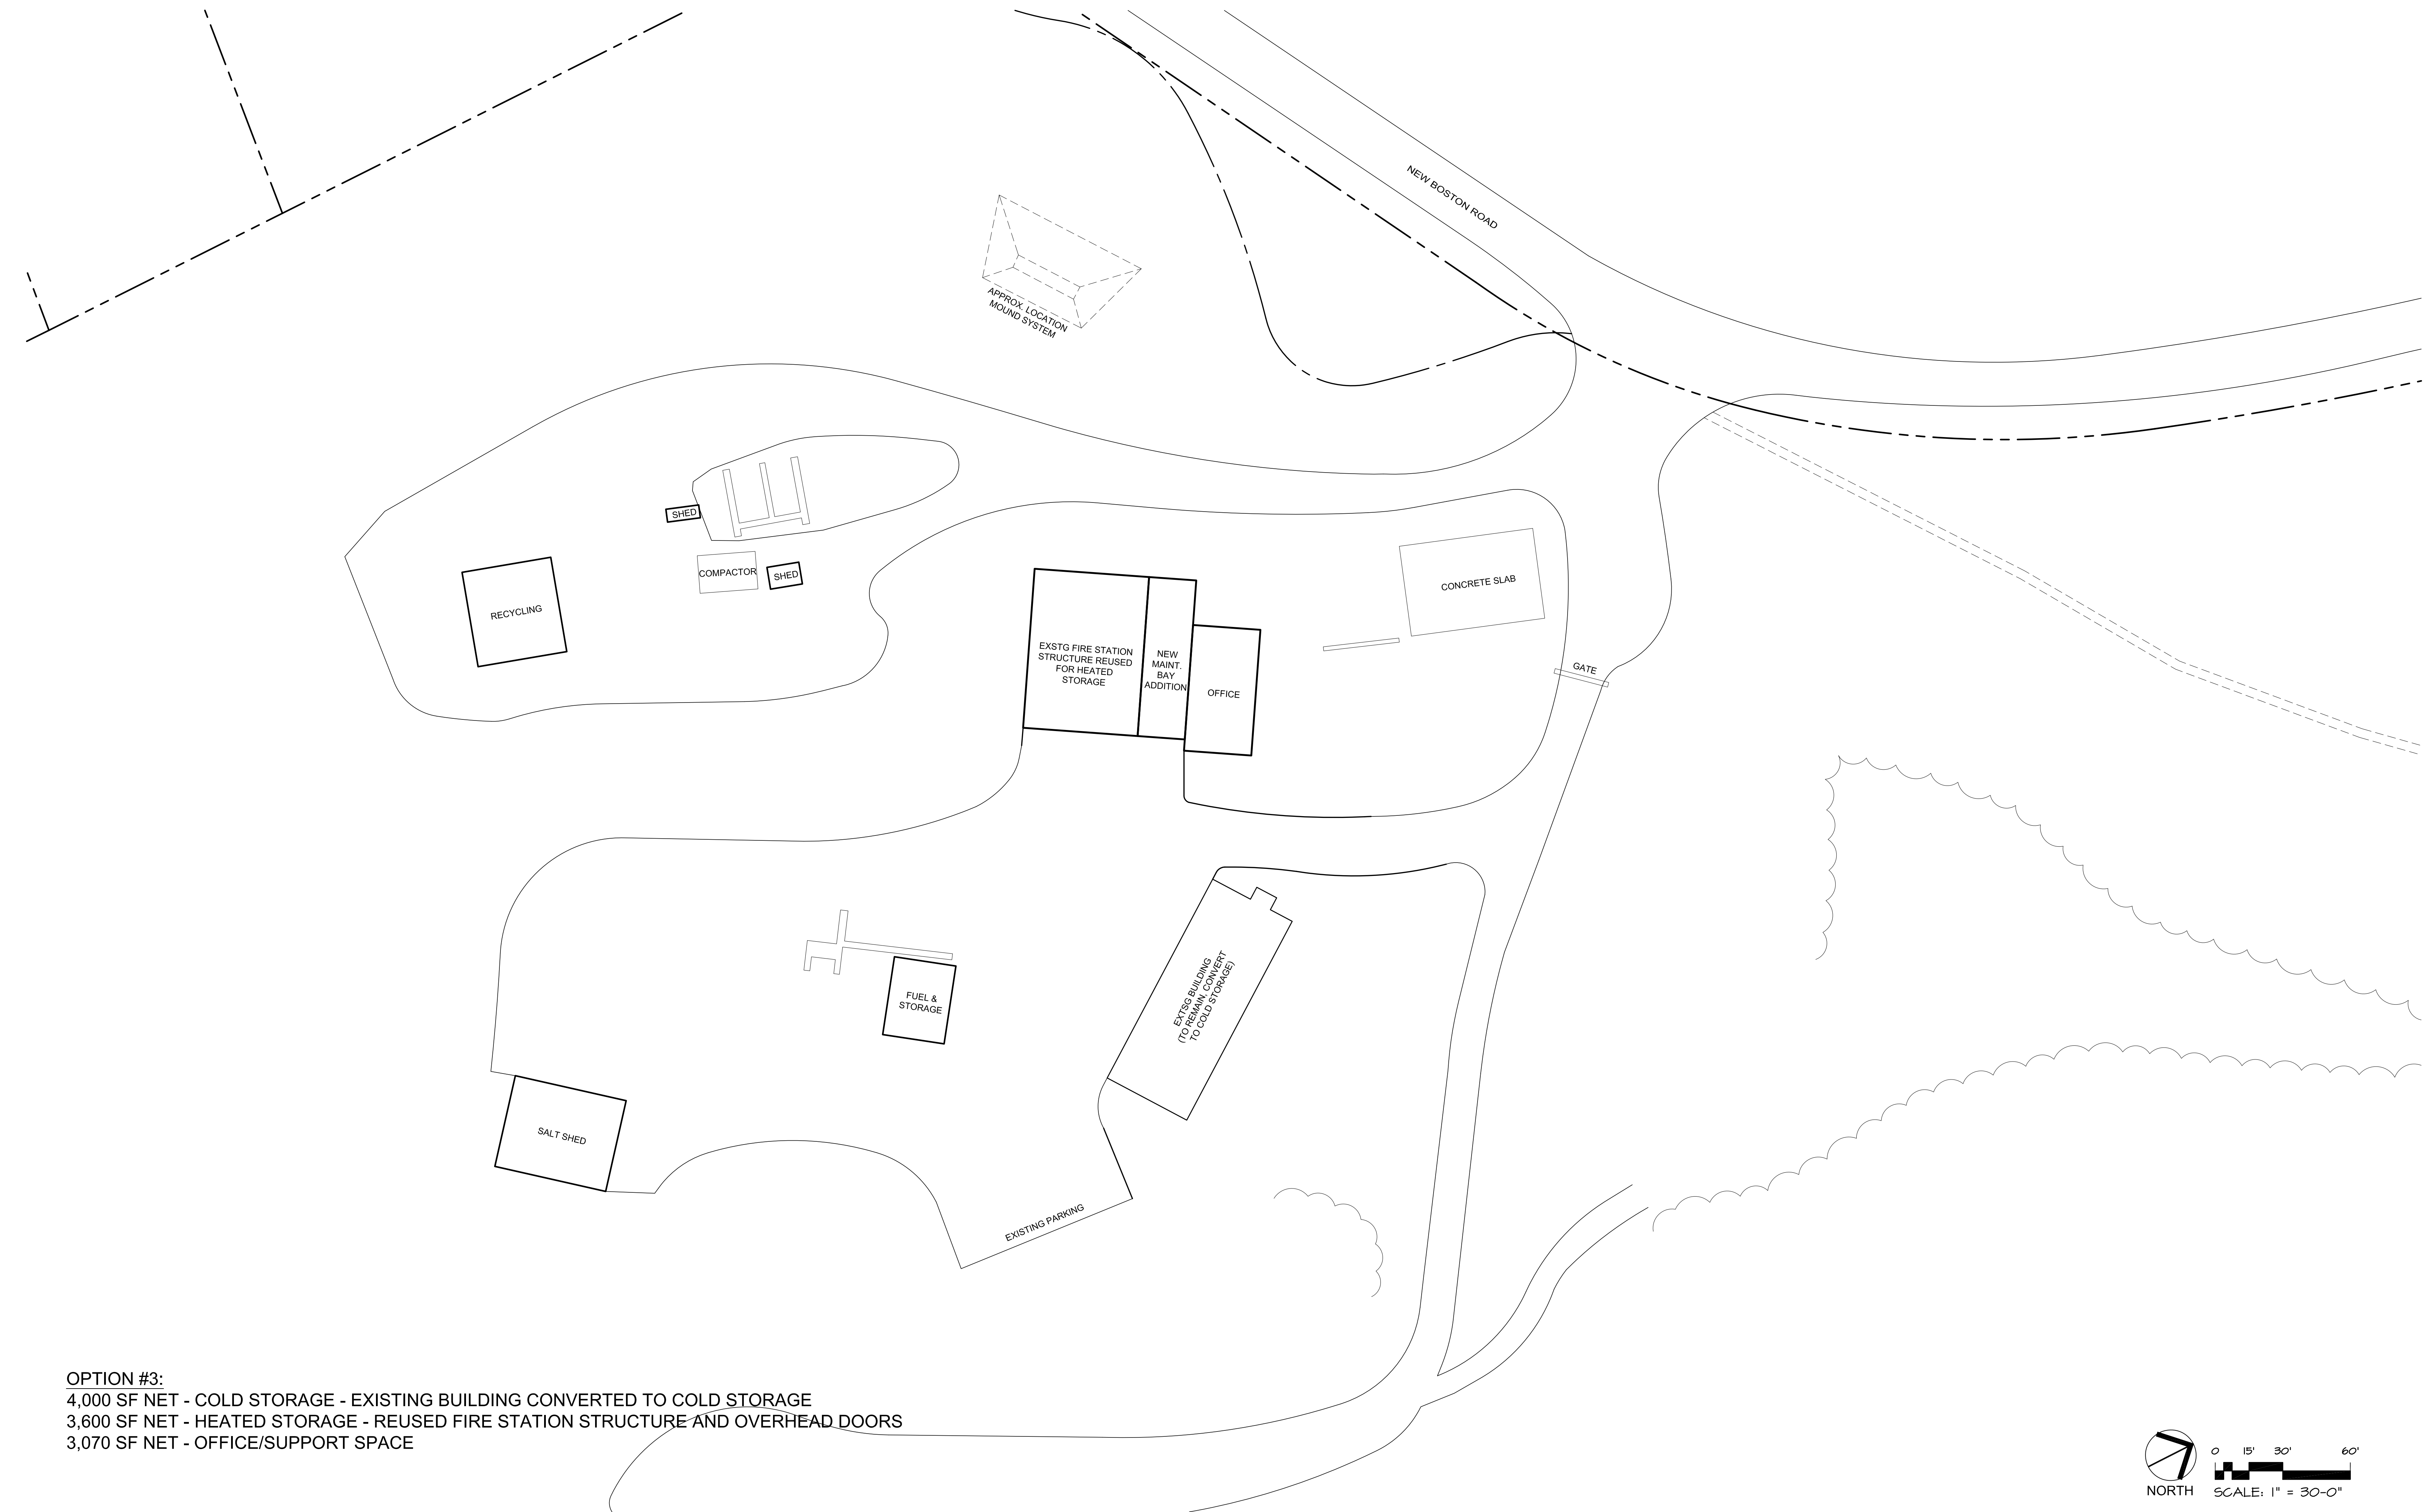 NEW BOSTON ROAD
APPROX. LOCATION
MOUND SYSTEM
SHED
COMPACTOR
SHED
RECYCLING
CONCRETE SLAB
EXSTG FIRE STATION
STRUCTURE REUSED
FOR HEATED
STORAGE
NEW
MAINT.
BAY
ADDITION
OFFICE
GATE
FUEL &
STORAGE
EXTSG BUILDING
(TO REMAIN, CONVERT
TO COLD STORAGE)
SALT SHED
EXISTING PARKING
OPTION #3:
4,000 SF NET - COLD STORAGE - EXISTING BUILDING CONVERTED TO COLD STORAGE
3,600 SF NET - HEATED STORAGE - REUSED FIRE STATION STRUCTURE AND OVERHEAD DOORS
3,070 SF NET - OFFICE/SUPPORT SPACE
NORTH
0 15' 30' 60'
SCALE: 1" = 30-0"